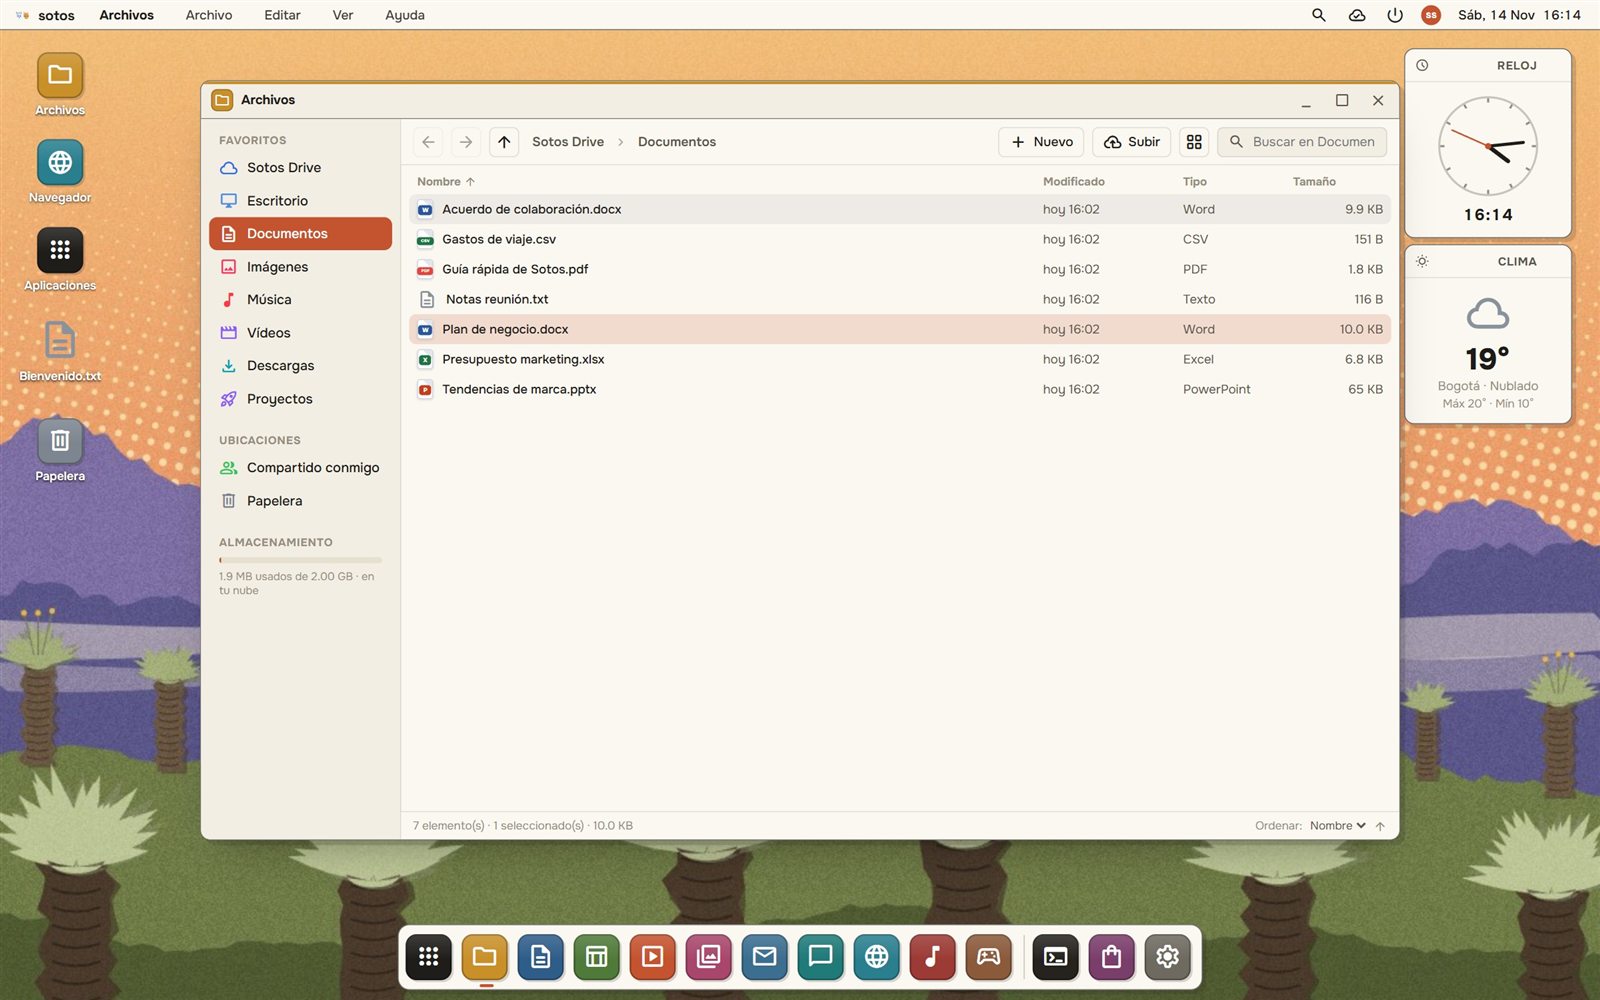 sotos Archivos Archivo Editar Ver Ayuda
SS Sáb, 14 Nov 16:14
Archivos
Navegador
Aplicaciones
Bienvenido.txt
Papelera
Archivos
FAVORITOS
Sotos Drive
Escritorio
Documentos
Imágenes
Música
Vídeos
Descargas
Proyectos
UBICACIONES
Compartido conmigo
Papelera
ALMACENAMIENTO
1.9 MB usados de 2.00 GB · en
tu nube
Sotos Drive › Documentos
Nuevo
Subir
Buscar en Documen
Nombre ↑ Modificado Tipo Tamaño
W Acuerdo de colaboración.docx hoy 16:02 Word 9.9 KB
CSV Gastos de viaje.csv hoy 16:02 CSV 151 B
PDF Guía rápida de Sotos.pdf hoy 16:02 PDF 1.8 KB
Notas reunión.txt hoy 16:02 Texto 116 B
W Plan de negocio.docx hoy 16:02 Word 10.0 KB
X Presupuesto marketing.xlsx hoy 16:02 Excel 6.8 KB
P Tendencias de marca.pptx hoy 16:02 PowerPoint 65 KB
7 elemento(s) · 1 seleccionado(s) · 10.0 KB
Ordenar: Nombre ↑
RELOJ
16:14
CLIMA
19°
Bogotá · Nublado
Máx 20° · Mín 10°